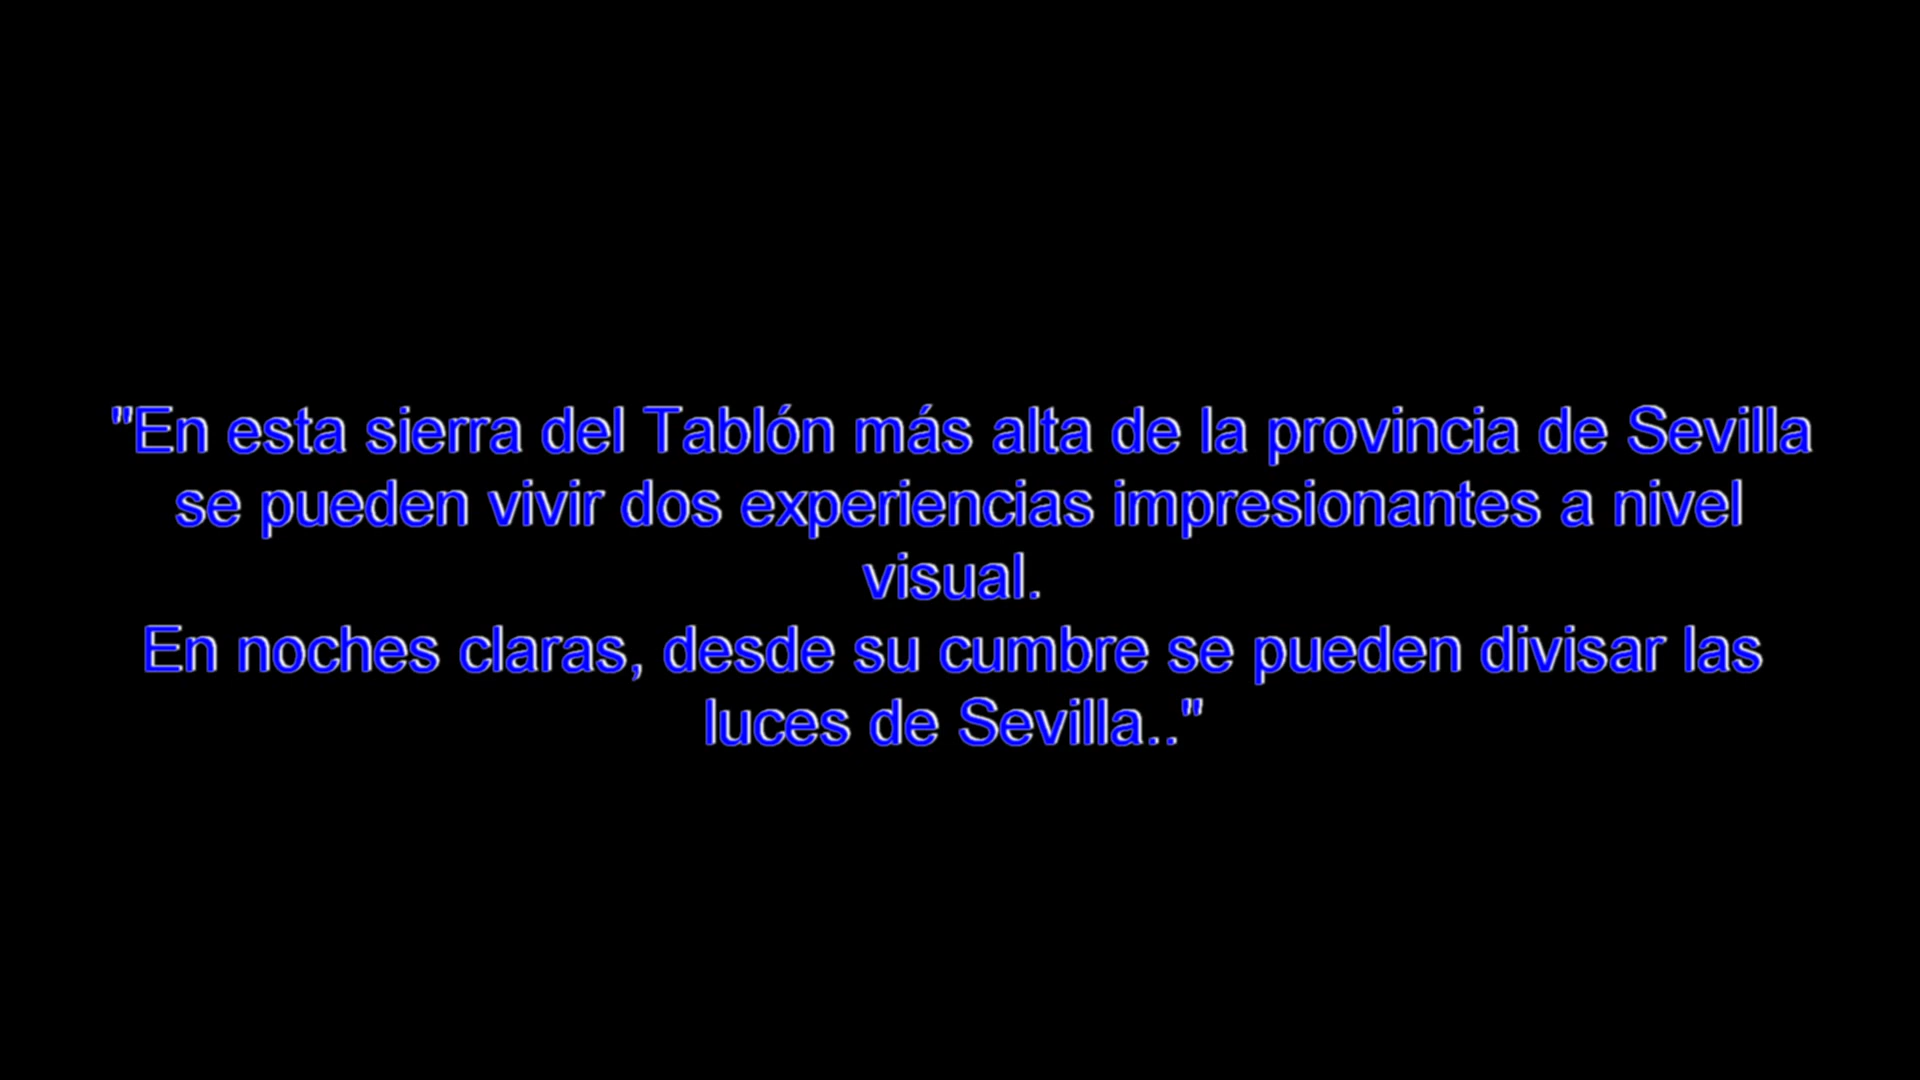 "En esta sierra del Tablón más alta de la provincia de Sevilla
se pueden vivir dos experiencias impresionantes a nivel
visual.
En noches claras, desde su cumbre se pueden divisar las
luces de Sevilla.."